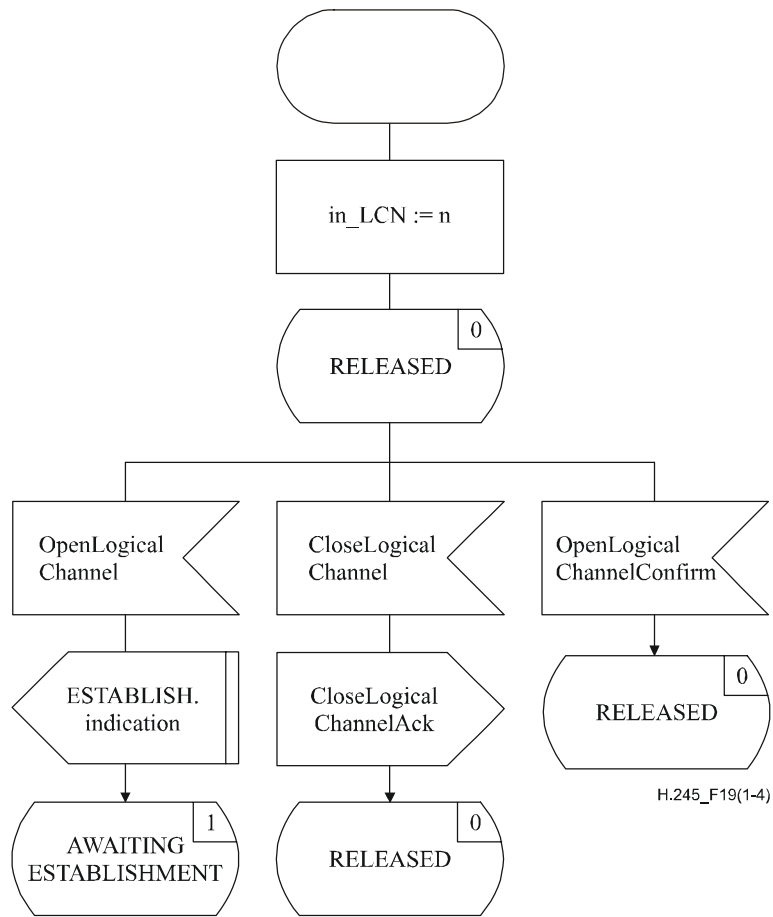 in_LCN := n
0
RELEASED
OpenLogical
Channel
CloseLogical
Channel
OpenLogical
ChannelConfirm
ESTABLISH.
indication
CloseLogical
ChannelAck
0
RELEASED
H.245_F19(1-4)
1
AWAITING
ESTABLISHMENT
0
RELEASED